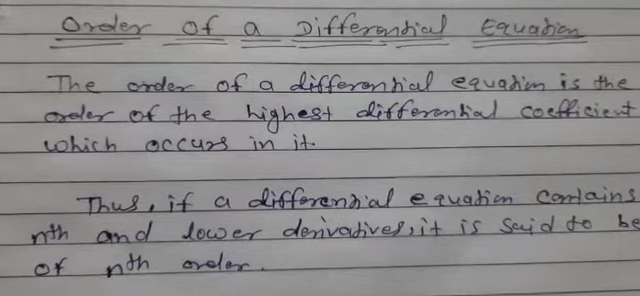 Order of a Differential Equation
The order of a differential equation is the
order of the highest differential coefficient
which occurs in it.
Thus, if a differential equation contains
nth and lower derivatives, it is said to be
of nth order.